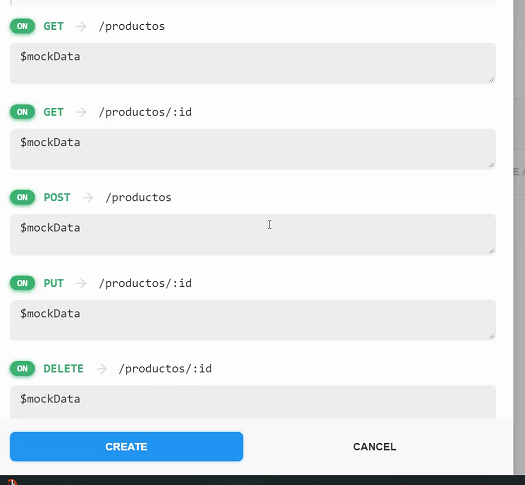 ON GET → /productos
$mockData
ON GET → /productos/:id
$mockData
ON POST → /productos
$mockData
ON PUT → /productos/:id
$mockData
ON DELETE → /productos/:id
$mockData
CREATE CANCEL